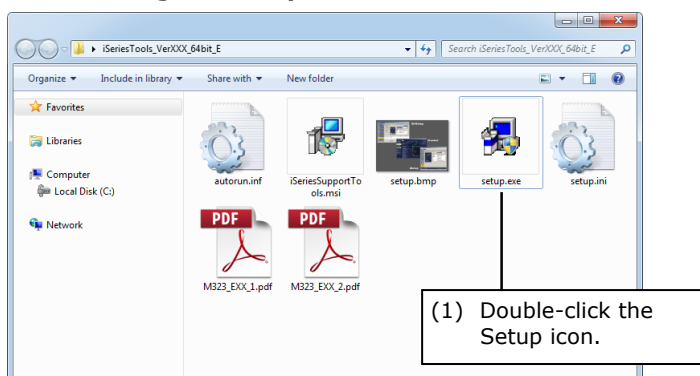 iSeriesTools_VerXXX_64bit_E
Search iSeriesTools_VerXXX_64bit_E
Organize
Include in library
Share with
New folder
Favorites
Libraries
Computer
Local Disk (C:)
Network
autorun.inf
iSeriesSupportTo
ols.msi
setup.bmp
setup.exe
setup.ini
PDF
PDF
M323_EXX_1.pdf
M323_EXX_2.pdf
(1) Double-click the
Setup icon.